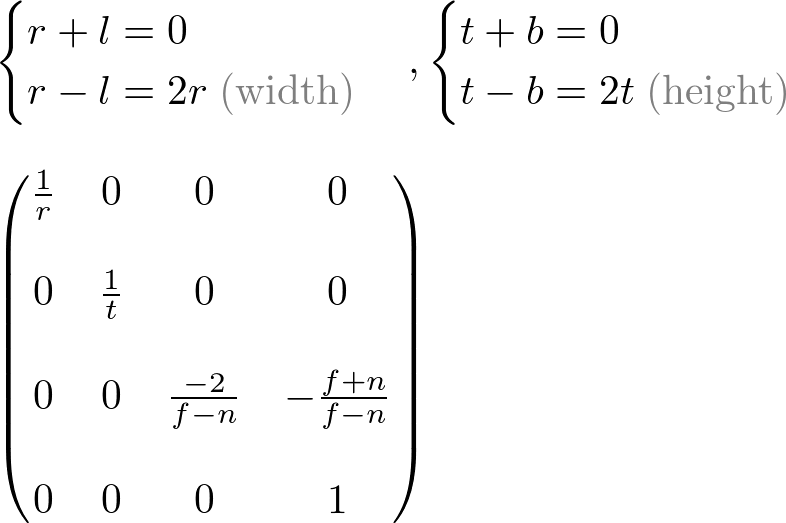 r + l = 0 , t + b = 0
r − l = 2r (width) t − b = 2t (height)
1/r 0 0 0
0 1/t 0 0
0 0 −2/(f−n) −(f+n)/(f−n)
0 0 0 1